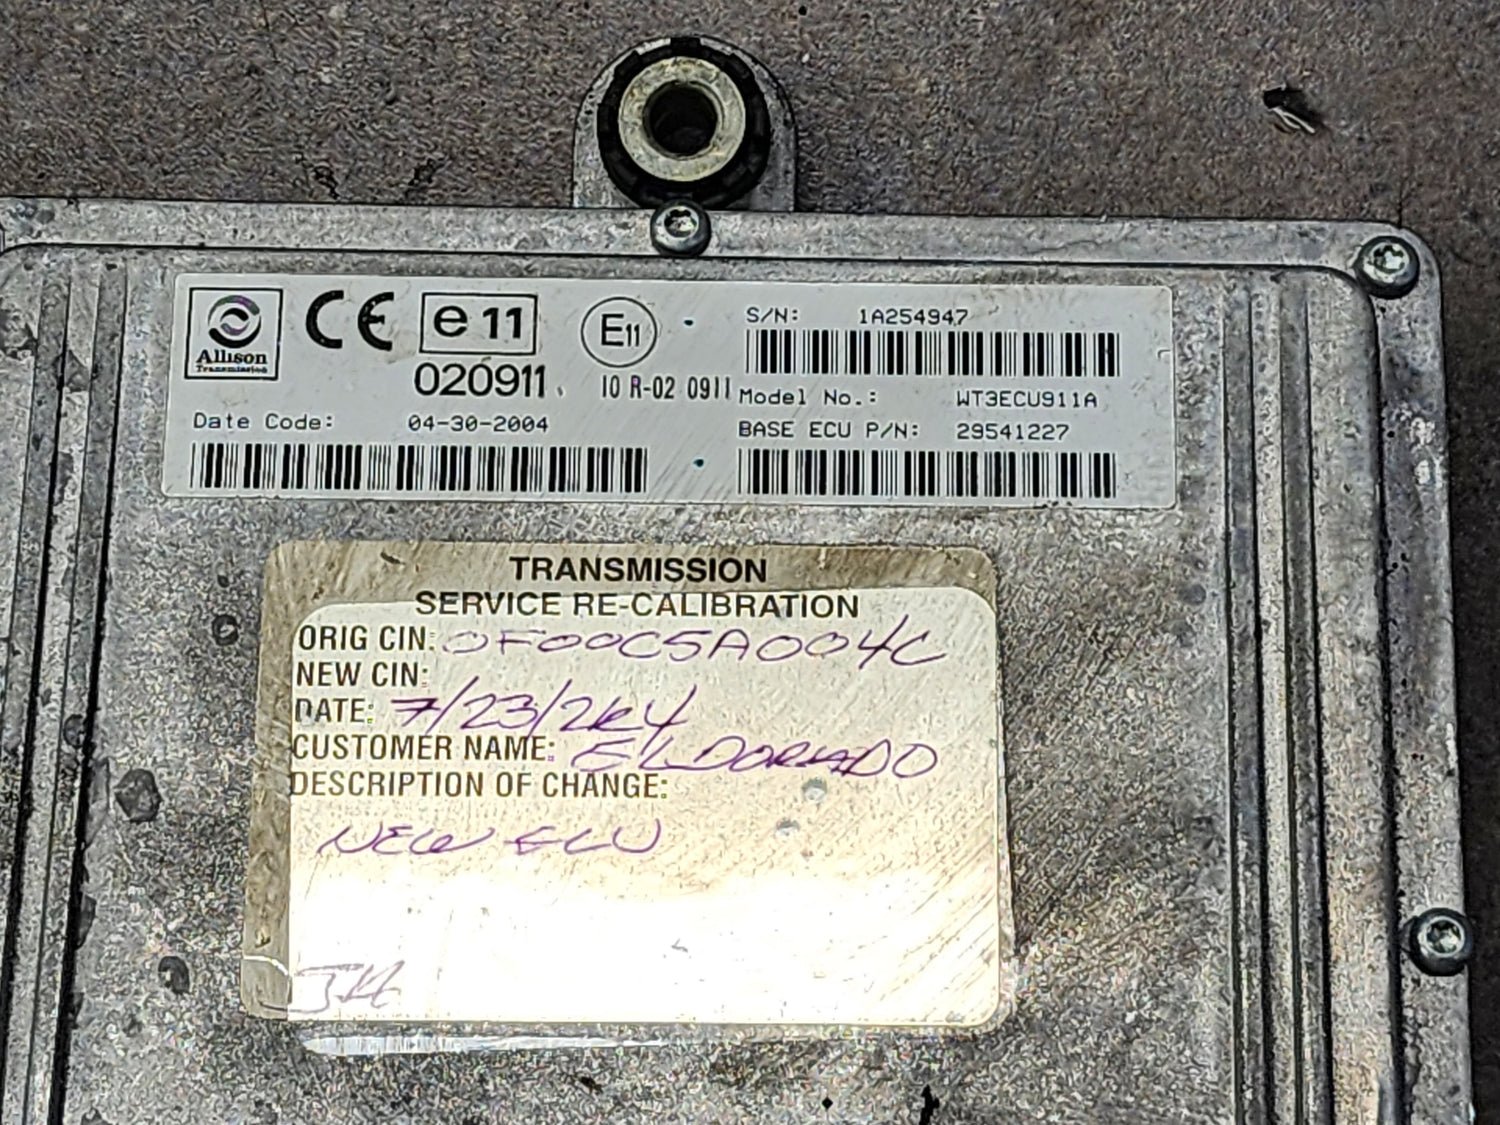 Allison
Transmission
CE
e 11
020911
E11
10 R-02 0911
Date Code: 04-30-2004
S/N: 1A254947
Model No.: WT3ECU911A
BASE ECU P/N: 29541227
TRANSMISSION
SERVICE RE-CALIBRATION
ORIG CIN: 0F00C5A004C
NEW CIN:
DATE: 7/23/2k4
CUSTOMER NAME: ELDORADO
DESCRIPTION OF CHANGE:
NEW ECU